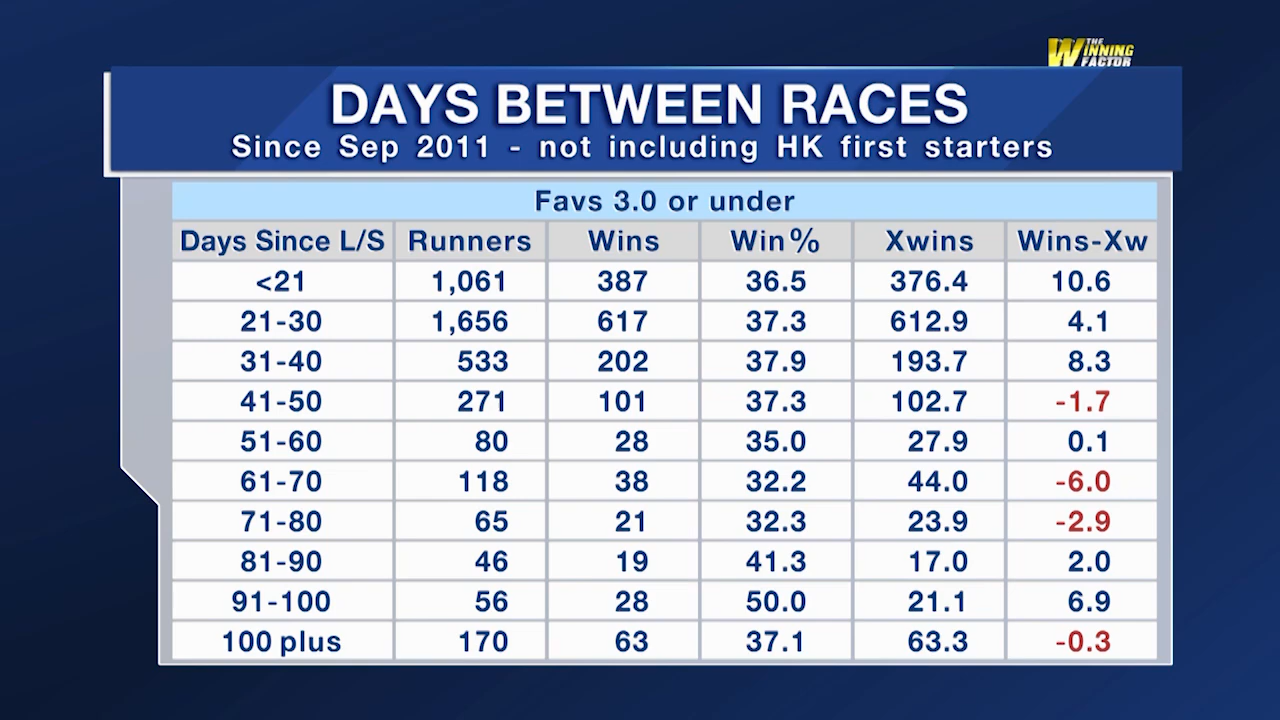 THE WINNING FACTOR
DAYS BETWEEN RACES
Since Sep 2011 - not including HK first starters
Favs 3.0 or under
Days Since L/S Runners Wins Win% Xwins Wins-Xw
<21 1,061 387 36.5 376.4 10.6
21-30 1,656 617 37.3 612.9 4.1
31-40 533 202 37.9 193.7 8.3
41-50 271 101 37.3 102.7 -1.7
51-60 80 28 35.0 27.9 0.1
61-70 118 38 32.2 44.0 -6.0
71-80 65 21 32.3 23.9 -2.9
81-90 46 19 41.3 17.0 2.0
91-100 56 28 50.0 21.1 6.9
100 plus 170 63 37.1 63.3 -0.3